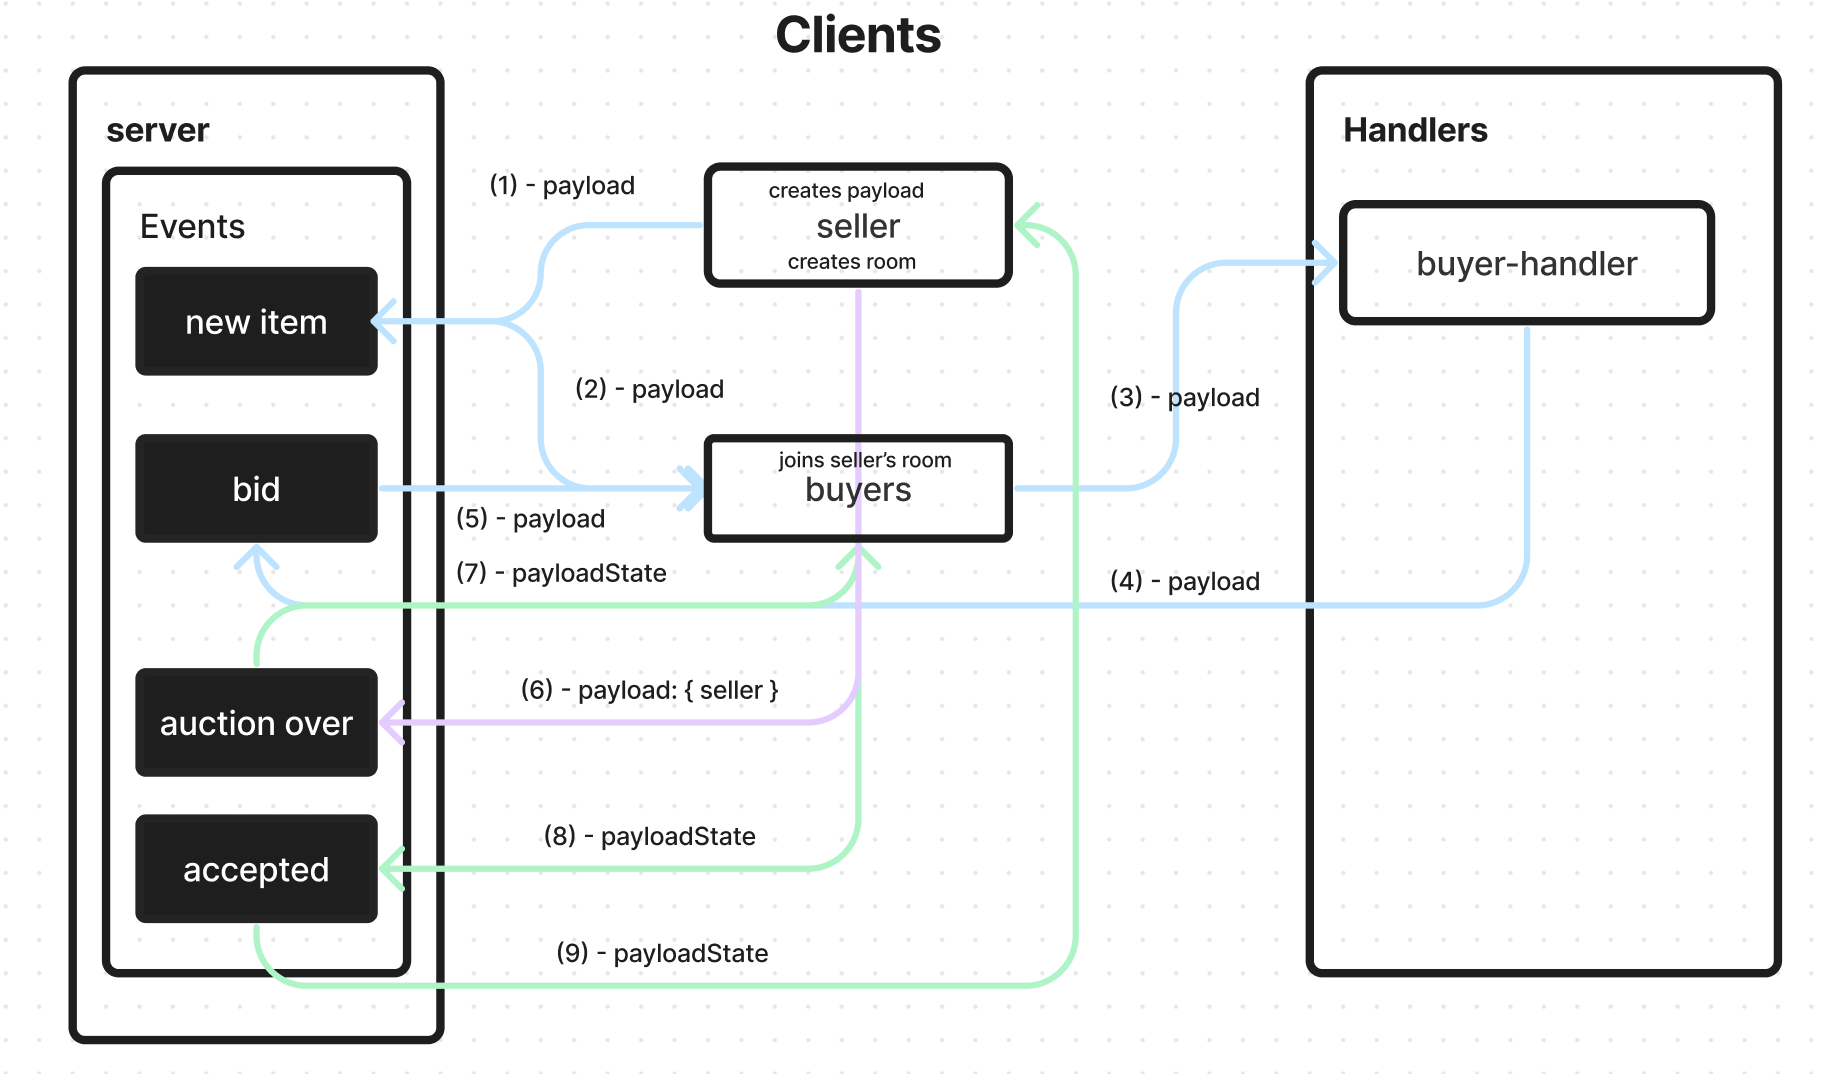 Clients
server
Events
new item
bid
auction over
accepted
(1) - payload
creates payload
seller
creates room
(2) - payload
joins seller's room
buyers
(3) - payload
Handlers
buyer-handler
(4) - payload
(5) - payload
(6) - payload: { seller }
(7) - payloadState
(8) - payloadState
(9) - payloadState